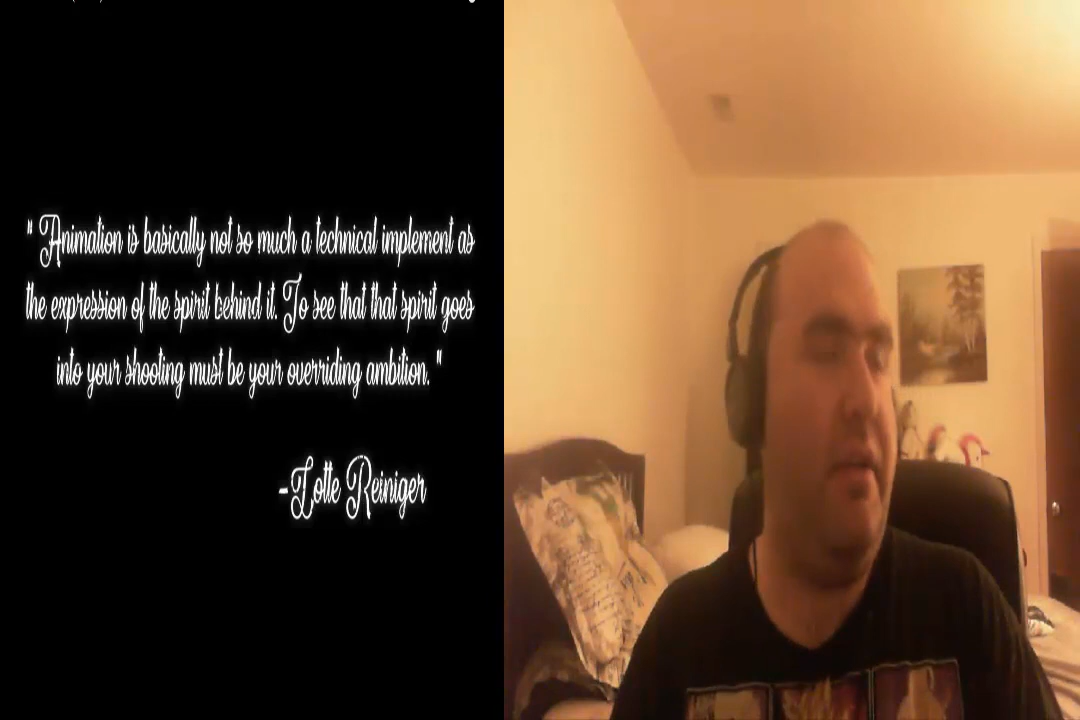 " Animation is basically not so much a technical implement as
the expression of the spirit behind it. To see that that spirit goes
into your shooting must be your overriding ambition. "
-Lotte Reiniger